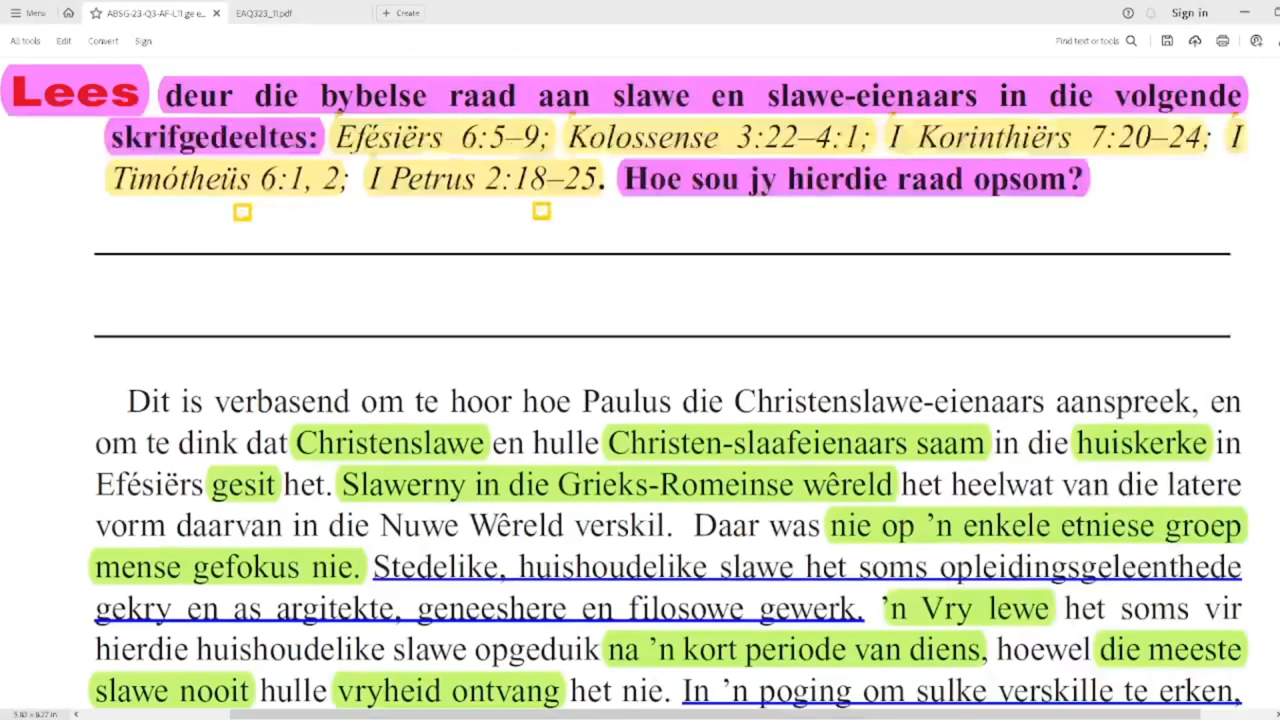 Menu ABSG-23-Q3-AF-L11 ge e... EAQ323_11.pdf Create Sign in
All tools Edit Convert Sign Find text or tools
Lees deur die bybelse raad aan slawe en slawe-eienaars in die volgende
skrifgedeeltes: Efésiërs 6:5–9; Kolossense 3:22–4:1; I Korinthiërs 7:20–24; I
Timótheüs 6:1, 2; I Petrus 2:18–25. Hoe sou jy hierdie raad opsom?
Dit is verbasend om te hoor hoe Paulus die Christenslawe-eienaars aanspreek, en
om te dink dat Christenslawe en hulle Christen-slaafeienaars saam in die huiskerke in
Efésiërs gesit het. Slawerny in die Grieks-Romeinse wêreld het heelwat van die latere
vorm daarvan in die Nuwe Wêreld verskil. Daar was nie op ’n enkele etniese groep
mense gefokus nie. Stedelike, huishoudelike slawe het soms opleidingsgeleenthede
gekry en as argitekte, geneeshere en filosowe gewerk. ’n Vry lewe het soms vir
hierdie huishoudelike slawe opgeduik na ’n kort periode van diens, hoewel die meeste
slawe nooit hulle vryheid ontvang het nie. In ’n poging om sulke verskille te erken,
5.83 x 8.27 in